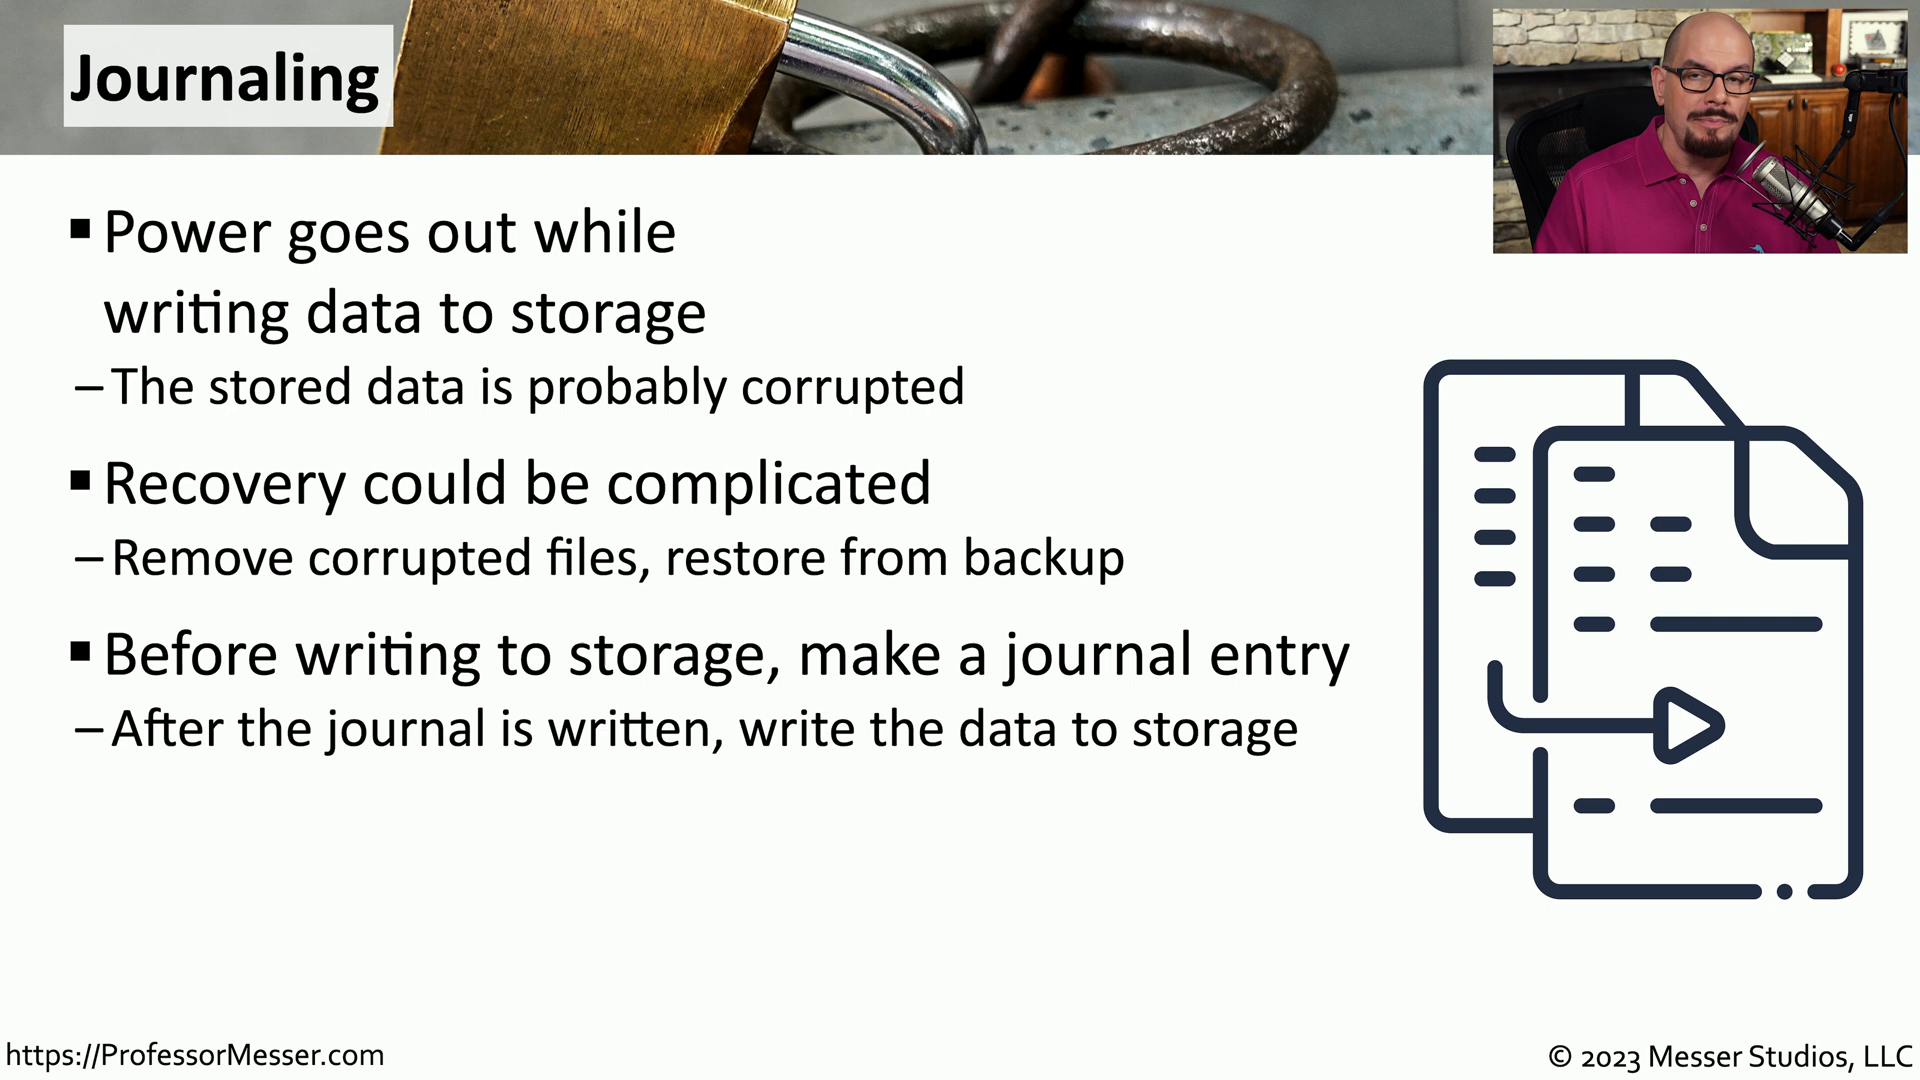 Journaling
▪ Power goes out while
writing data to storage
– The stored data is probably corrupted
▪ Recovery could be complicated
– Remove corrupted files, restore from backup
▪ Before writing to storage, make a journal entry
– After the journal is written, write the data to storage
https://ProfessorMesser.com
© 2023 Messer Studios, LLC